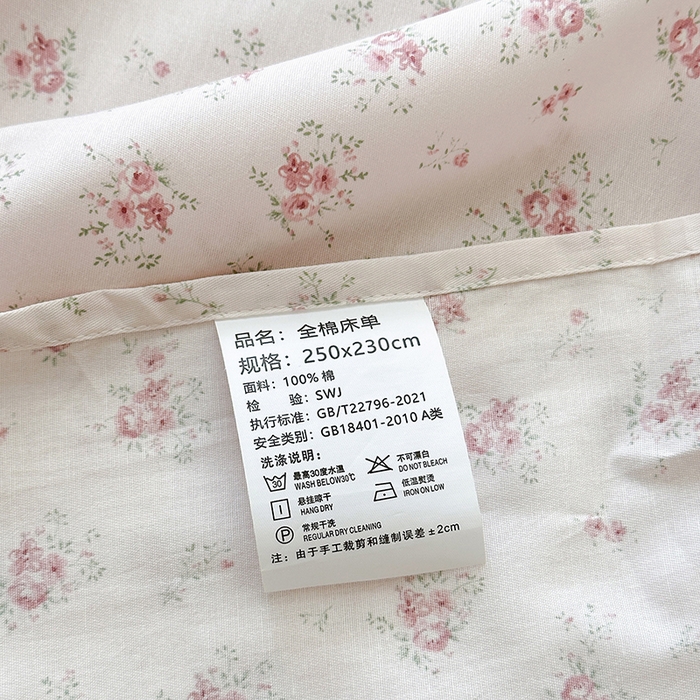 品名：全棉床单
规格：250x230cm
面料：100% 棉
检 验：SWJ
执行标准：GB/T22796-2021
安全类别：GB18401-2010 A类
洗涤说明：
30 最高30度水温 不可漂白
WASH BELOW30℃ DO NOT BLEACH
悬挂晾干 低温熨烫
HANG DRY IRON ON LOW
P 常规干洗
REGULAR DRY CLEANING
注：由于手工裁剪和缝制误差 ±2cm